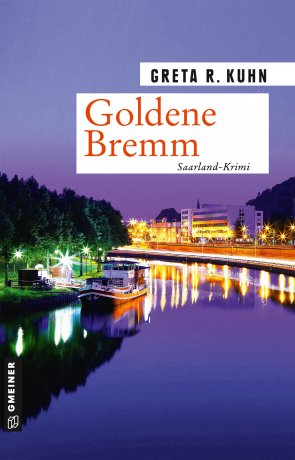 GRETA R. KUHN
Goldene
Bremm
Saarland-Krimi
GMEINER